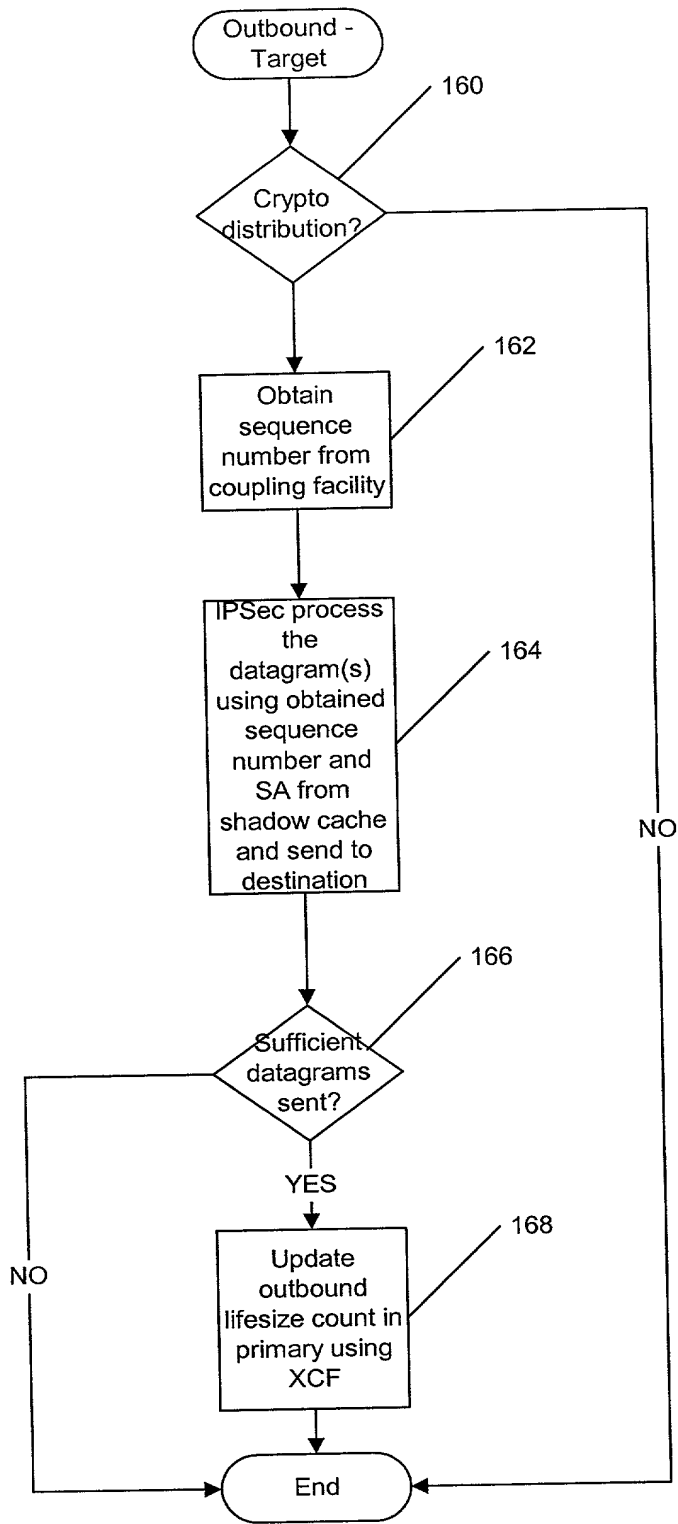 Outbound -
Target
160
Crypto
distribution?
162
Obtain
sequence
number from
coupling facility
IPSec process
the
datagram(s)
using obtained
sequence
number and
SA from
shadow cache
and send to
destination
164
NO
166
Sufficient
datagrams
sent?
YES
168
NO
Update
outbound
lifesize count in
primary using
XCF
End